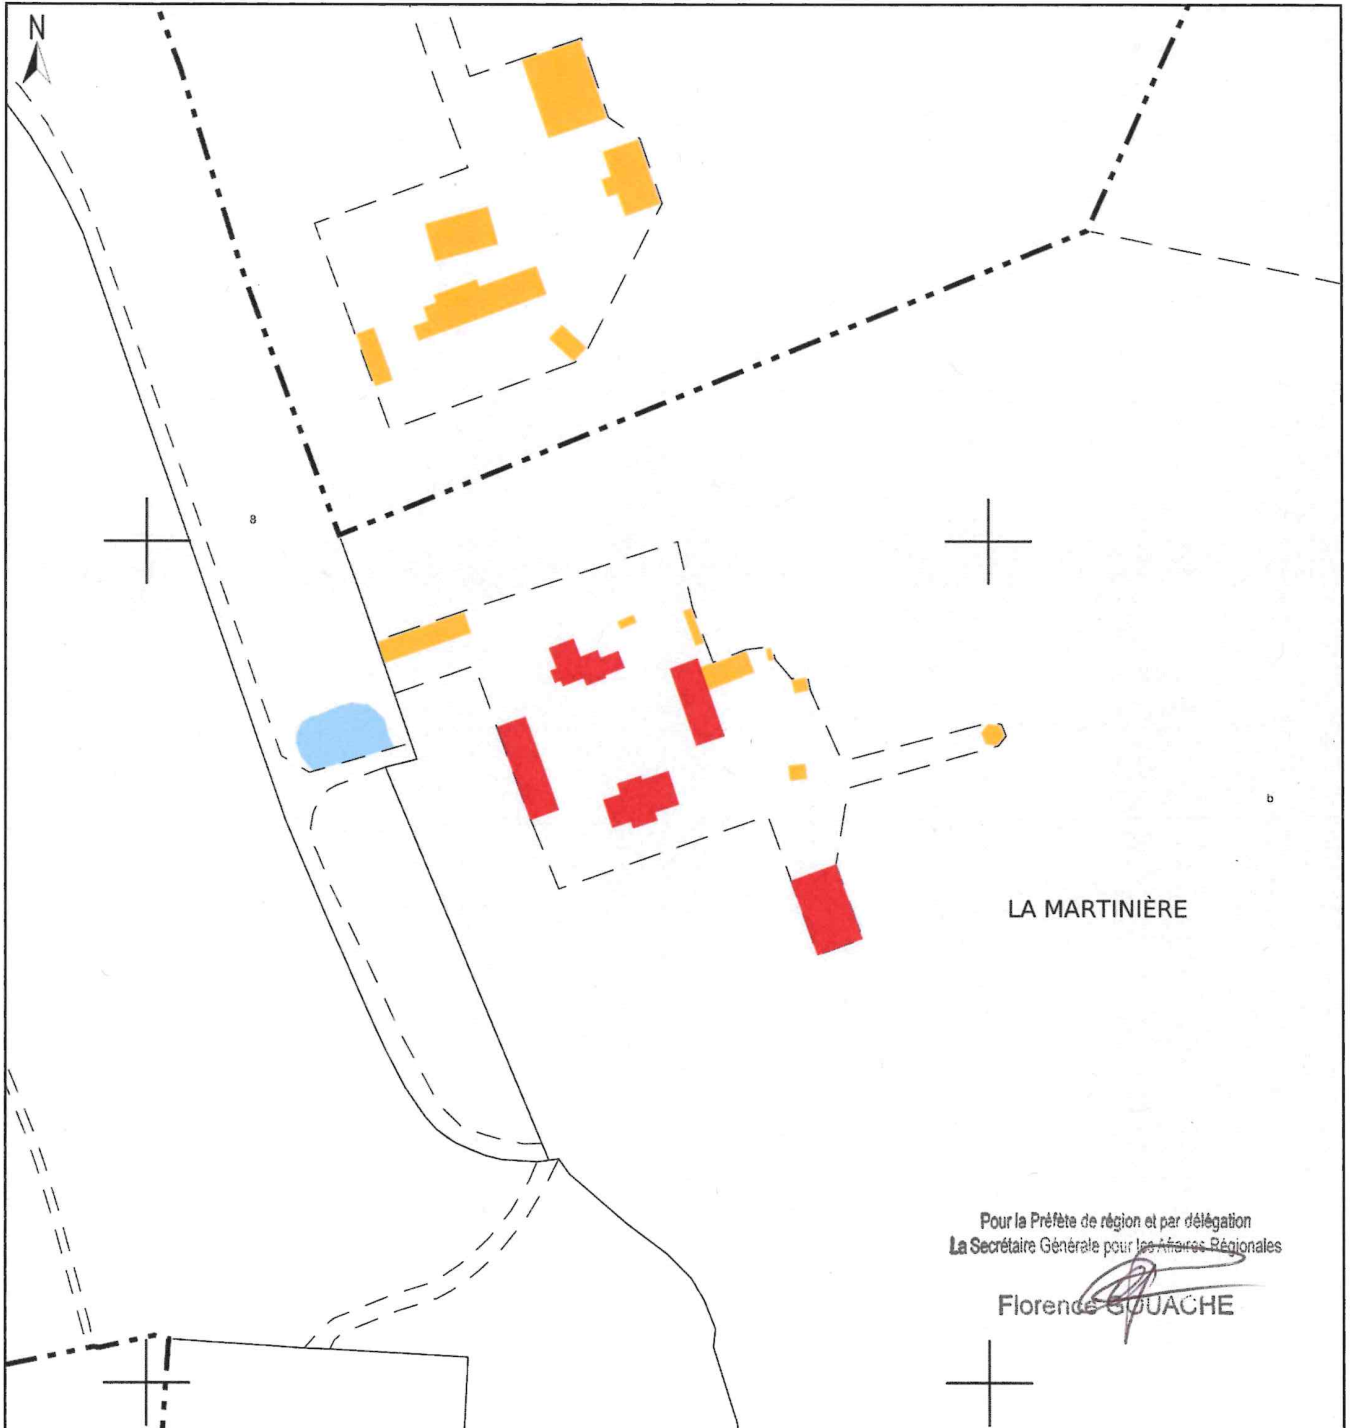 N
8
b
LA MARTINIÈRE
Pour la Préfète de région et par délégation
La Secrétaire Générale pour les Affaires Régionales
Florence GOUACHE